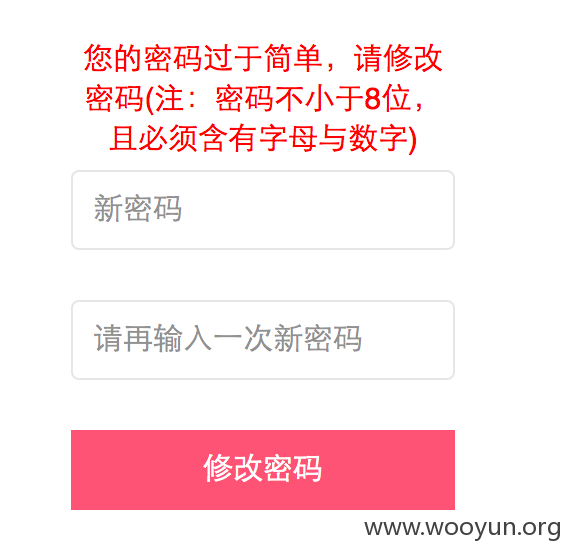 您的密码过于简单，请修改
密码(注：密码不小于8位，
且必须含有字母与数字)
新密码
请再输入一次新密码
修改密码
www.wooyun.org